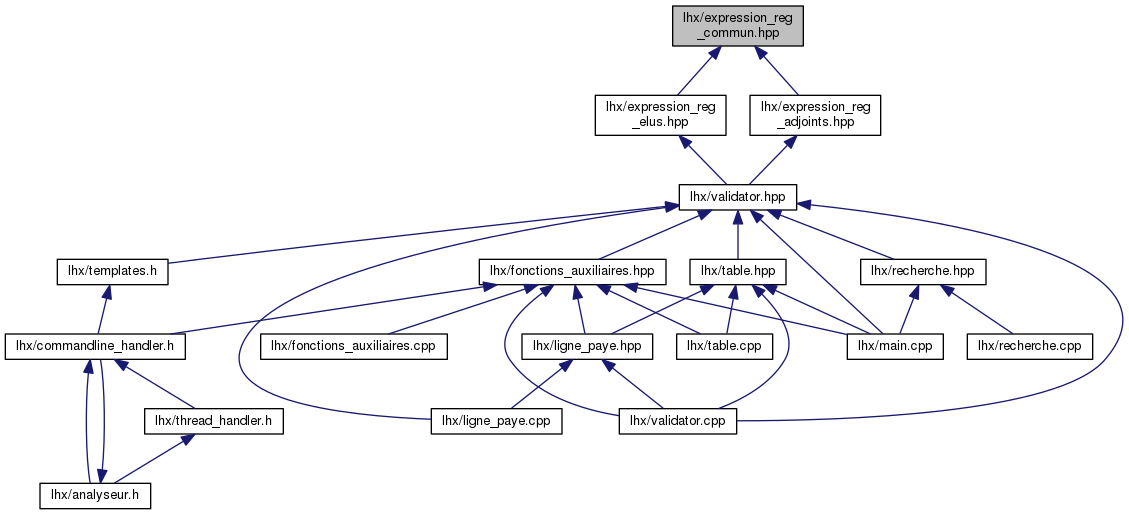 lhx/expression_reg
_commun.hpp
lhx/expression_reg
_elus.hpp
lhx/expression_reg
_adjoints.hpp
lhx/validator.hpp
lhx/templates.h
lhx/fonctions_auxiliaires.hpp
lhx/table.hpp
lhx/recherche.hpp
lhx/commandline_handler.h
lhx/fonctions_auxiliaires.cpp
lhx/ligne_paye.hpp
lhx/table.cpp
lhx/main.cpp
lhx/recherche.cpp
lhx/thread_handler.h
lhx/ligne_paye.cpp
lhx/validator.cpp
lhx/analyseur.h